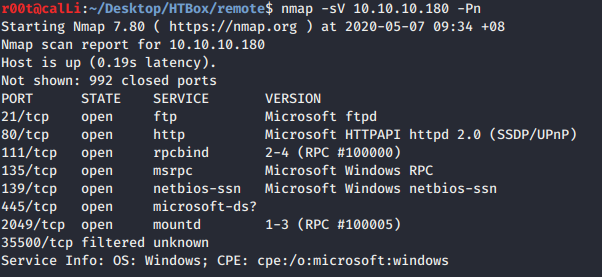 r00t@calLi:~/Desktop/HTBox/remote$ nmap -sV 10.10.10.180 -Pn
Starting Nmap 7.80 ( https://nmap.org ) at 2020-05-07 09:34 +08
Nmap scan report for 10.10.10.180
Host is up (0.19s latency).
Not shown: 992 closed ports
PORT      STATE    SERVICE       VERSION
21/tcp    open     ftp           Microsoft ftpd
80/tcp    open     http          Microsoft HTTPAPI httpd 2.0 (SSDP/UPnP)
111/tcp   open     rpcbind       2-4 (RPC #100000)
135/tcp   open     msrpc         Microsoft Windows RPC
139/tcp   open     netbios-ssn   Microsoft Windows netbios-ssn
445/tcp   open     microsoft-ds?
2049/tcp  open     mountd        1-3 (RPC #100005)
35500/tcp filtered unknown
Service Info: OS: Windows; CPE: cpe:/o:microsoft:windows